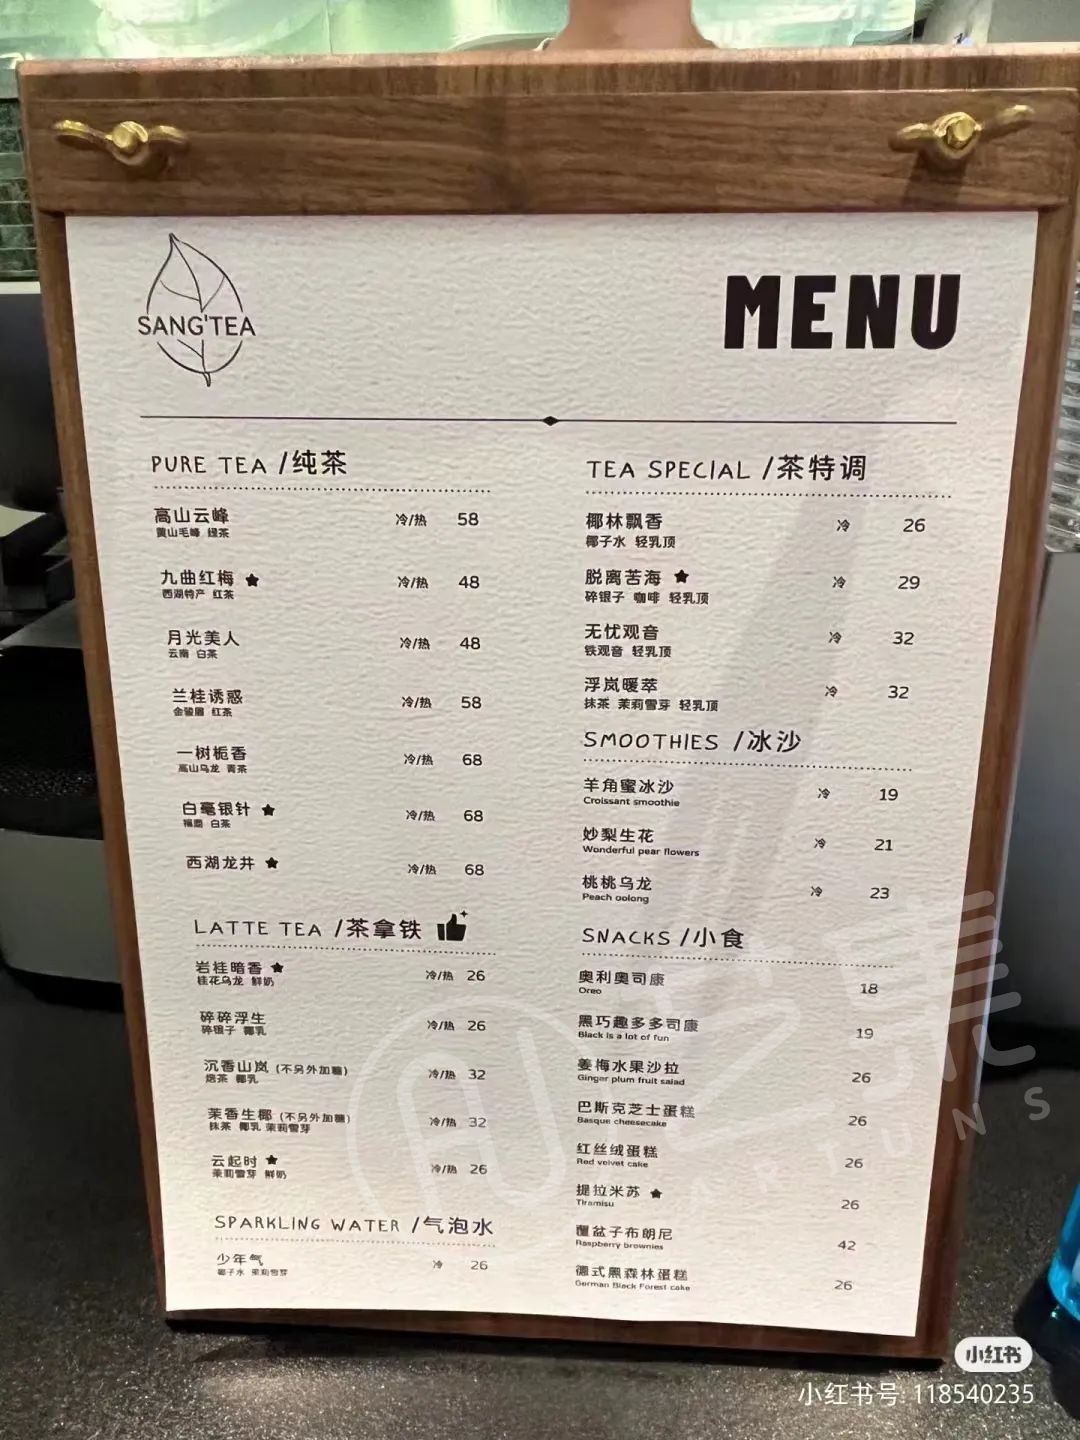 SANG'TEA
MENU
PURE TEA /纯茶
高山云峰 冷/热 58
黄山毛峰 绿茶
九曲红梅 ★ 冷/热 48
西湖特产 红茶
月光美人 冷/热 48
云南 白茶
兰桂诱惑 冷/热 58
金骏眉 红茶
一树栀香 冷/热 68
高山乌龙 青茶
白毫银针 ★ 冷/热 68
福鼎 白茶
西湖龙井 ★ 冷/热 68
LATTE TEA /茶拿铁
岩桂暗香 ★ 冷/热 26
桂花乌龙 鲜奶
碎碎浮生 冷/热 26
碎银子 椰乳
沉香山岚 (不另外加糖) 冷/热 32
焙茶 椰乳
茉香生椰 (不另外加糖) 冷/热 32
抹茶 椰乳 茉莉雪芽
云起时 ★ 冷/热 26
茉莉雪芽 鲜奶
SPARKLING WATER /气泡水
少年气 冷 26
椰子水 茉莉雪芽
TEA SPECIAL /茶特调
椰林飘香 冷 26
椰子水 轻乳顶
脱离苦海 ★ 冷 29
碎银子 咖啡 轻乳顶
无忧观音 冷 32
铁观音 轻乳顶
浮岚暖萃 冷 32
抹茶 茉莉雪芽 轻乳顶
SMOOTHIES /冰沙
羊角蜜冰沙 冷 19
Croissant smoothie
妙梨生花 冷 21
Wonderful pear flowers
桃桃乌龙 冷 23
Peach oolong
SNACKS /小食
奥利奥司康 18
Oreo
黑巧趣多多司康 19
Black is a lot of fun
姜梅水果沙拉 26
Ginger plum fruit salad
巴斯克芝士蛋糕 26
Basque cheesecake
红丝绒蛋糕 26
Red velvet cake
提拉米苏 ★ 26
Tiramisu
覆盆子布朗尼 42
Raspberry brownies
德式黑森林蛋糕 26
German Black Forest cake
小红书
小红书号: 118540235